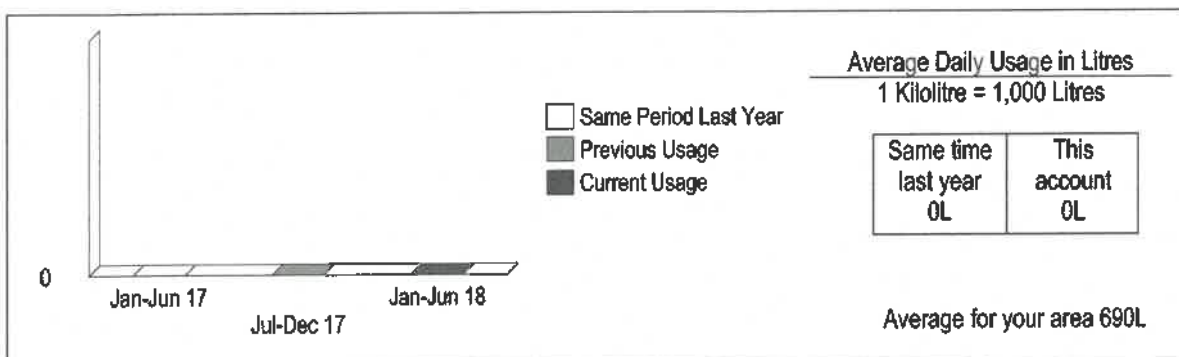 0
Jan-Jun 17
Jul-Dec 17
Jan-Jun 18
Same Period Last Year
Previous Usage
Current Usage
Average Daily Usage in Litres
1 Kilolitre = 1,000 Litres
Same time
last year
0L
This
account
0L
Average for your area 690L